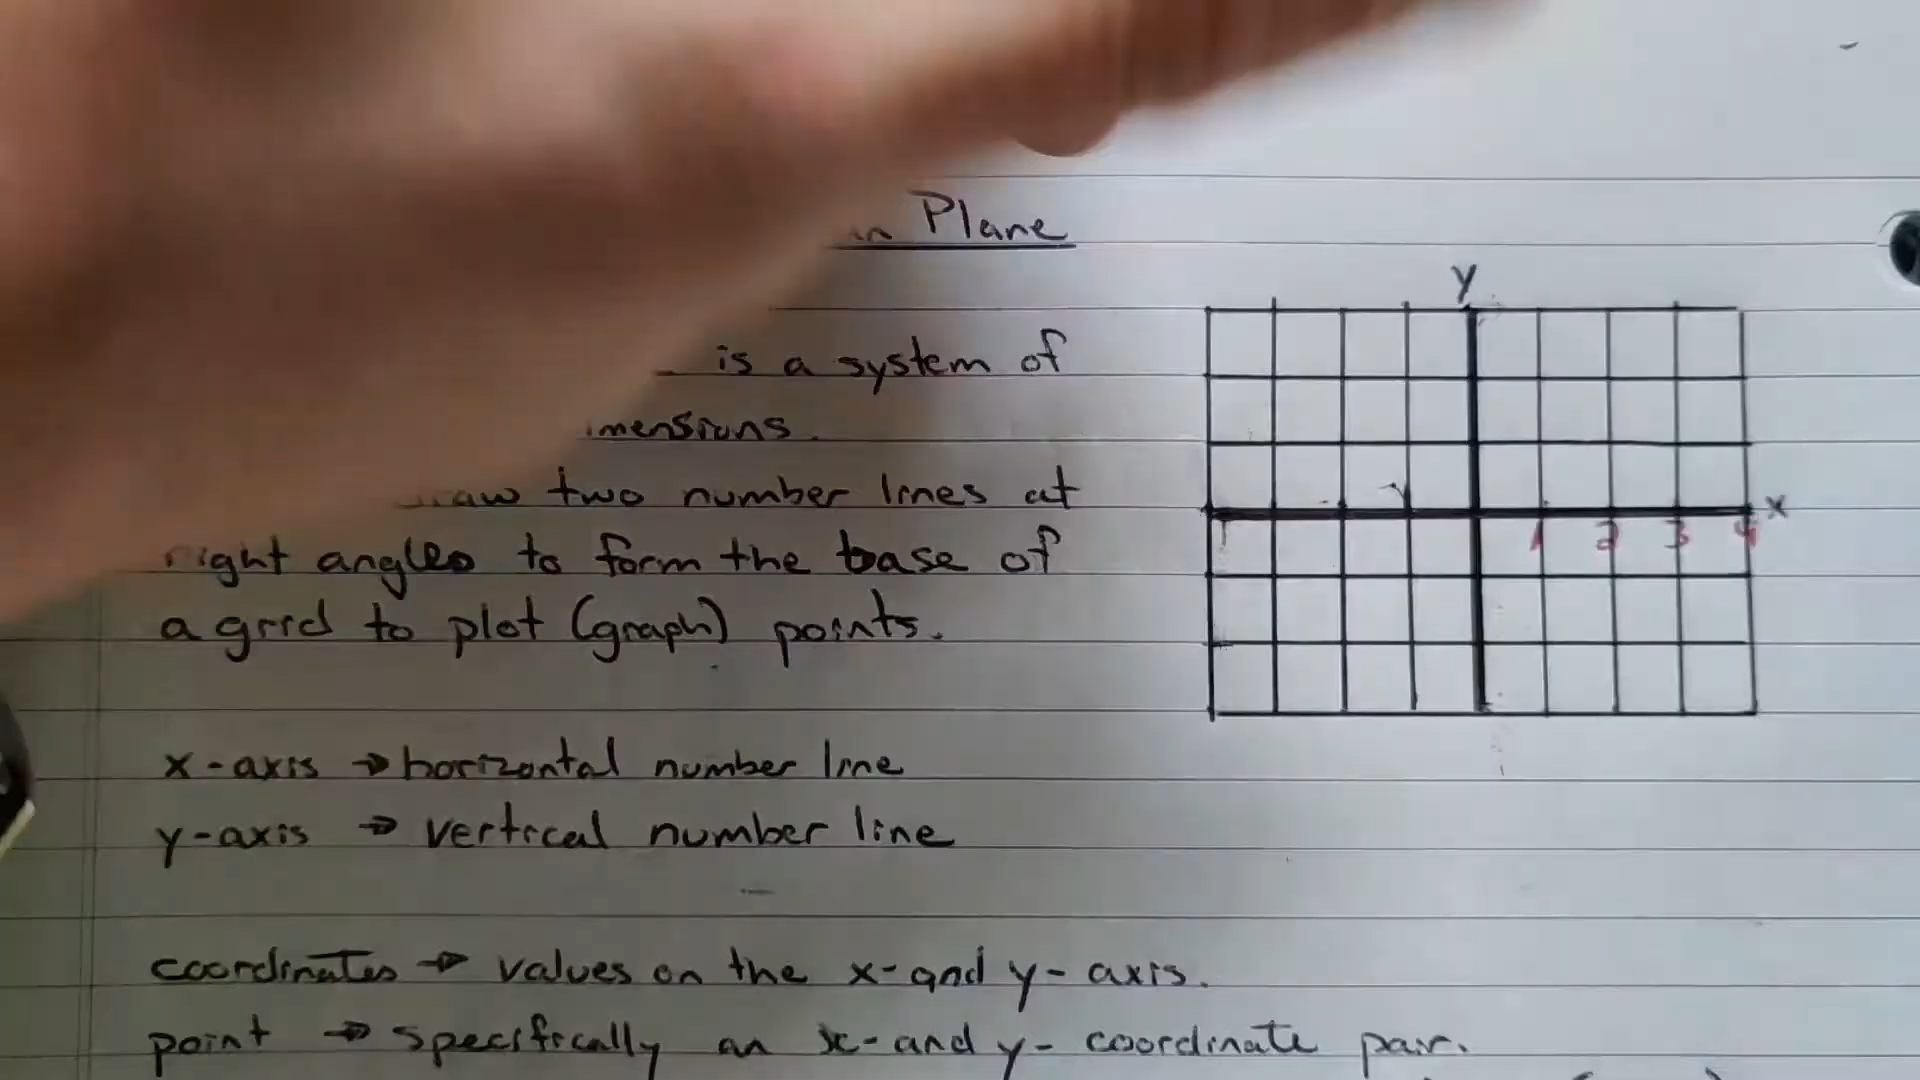 Plane
is a system of
two number lines at
right angles to form the base of
a grid to plot (graph) points.
x-axis → horizontal number line
y-axis → vertical number line
coordinates → values on the x-and y-axis.
point → specifically an x-and y-coordinate pair.
y
x
1 2 3 4